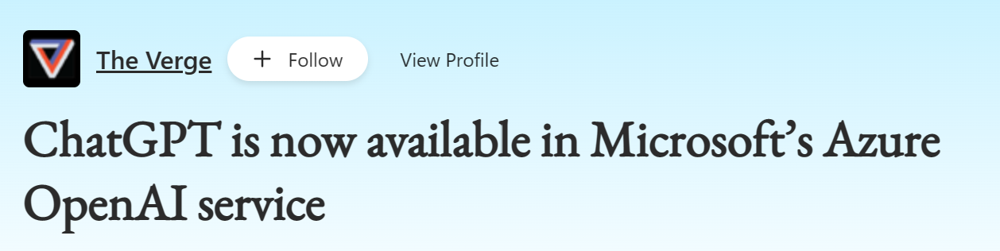 The Verge + Follow View Profile
ChatGPT is now available in Microsoft’s Azure
OpenAI service